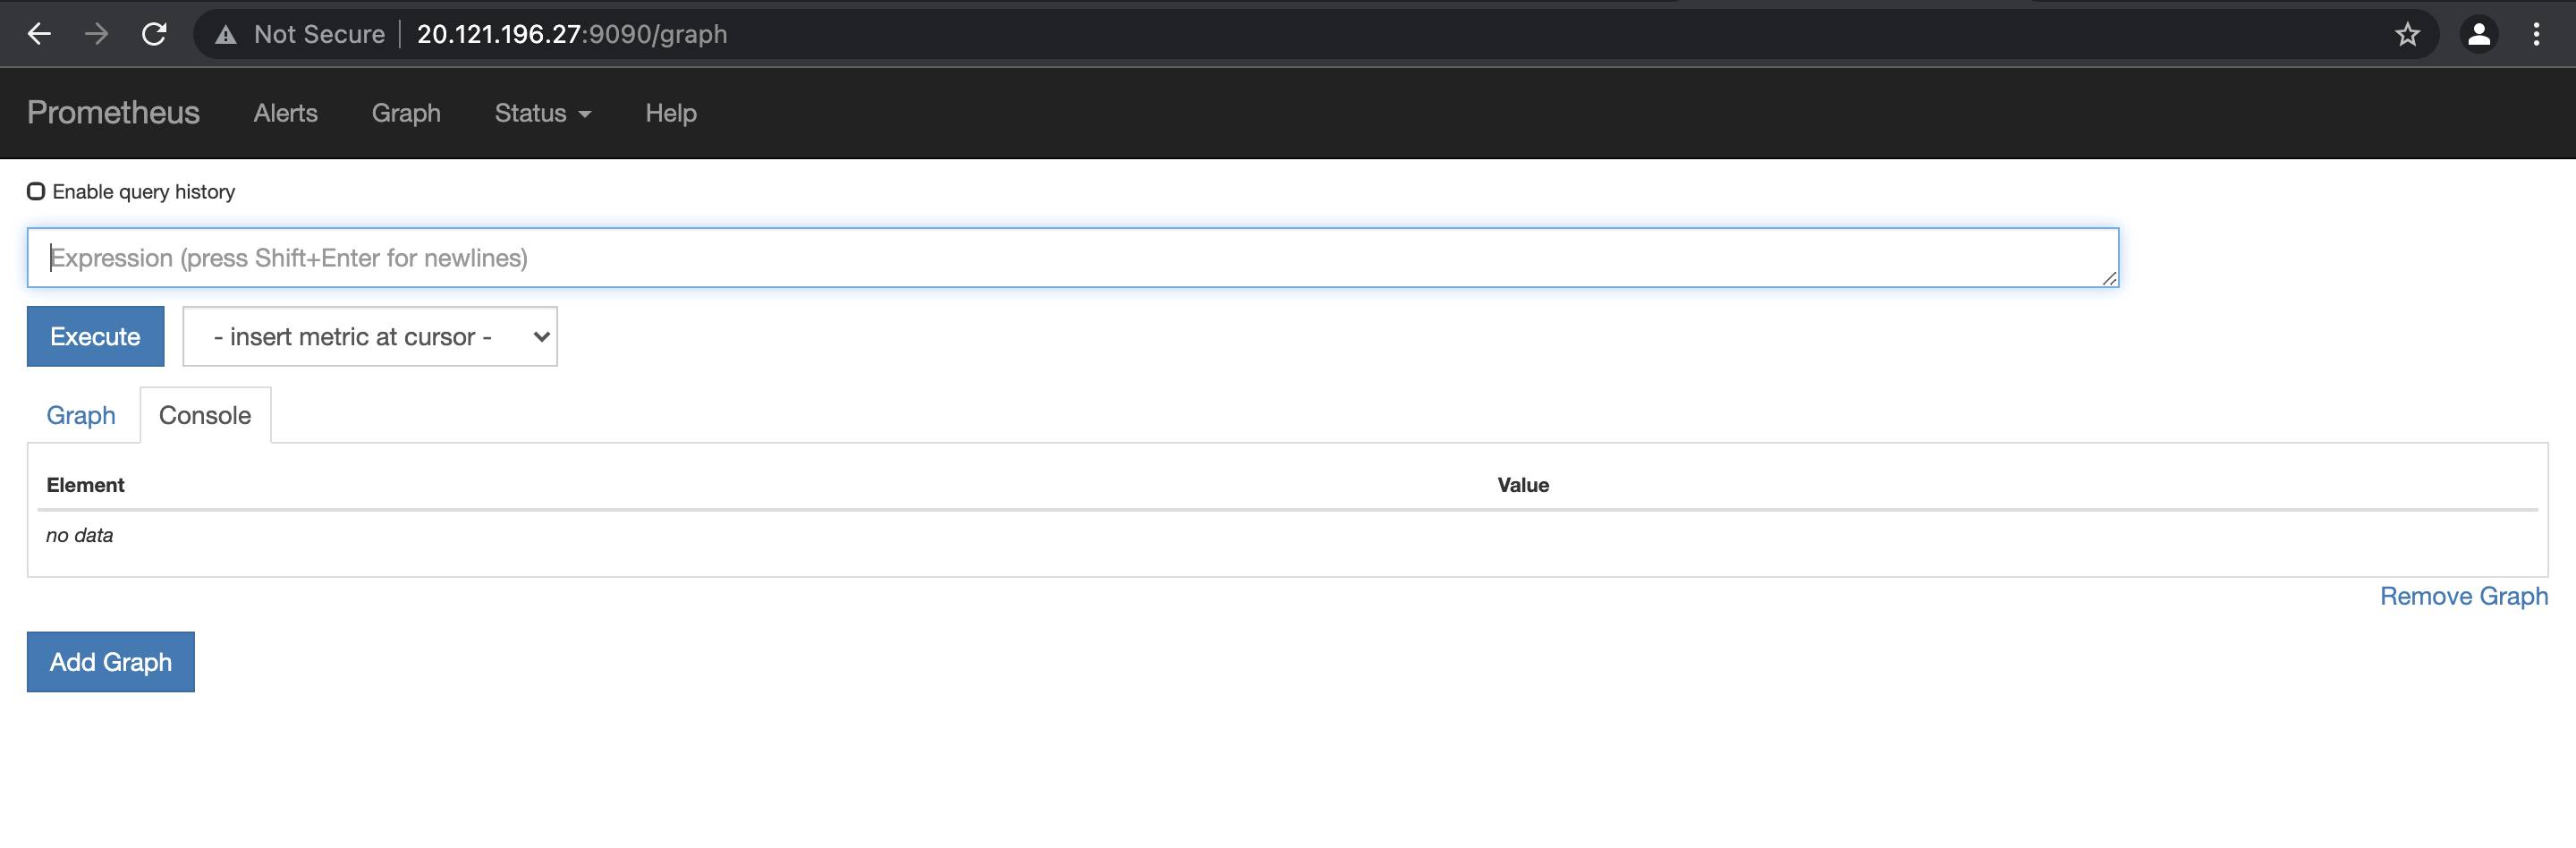 Not Secure | 20.121.196.27:9090/graph
Prometheus Alerts Graph Status Help
Enable query history
Expression (press Shift+Enter for newlines)
Execute - insert metric at cursor -
Graph Console
Element Value
no data
Remove Graph
Add Graph